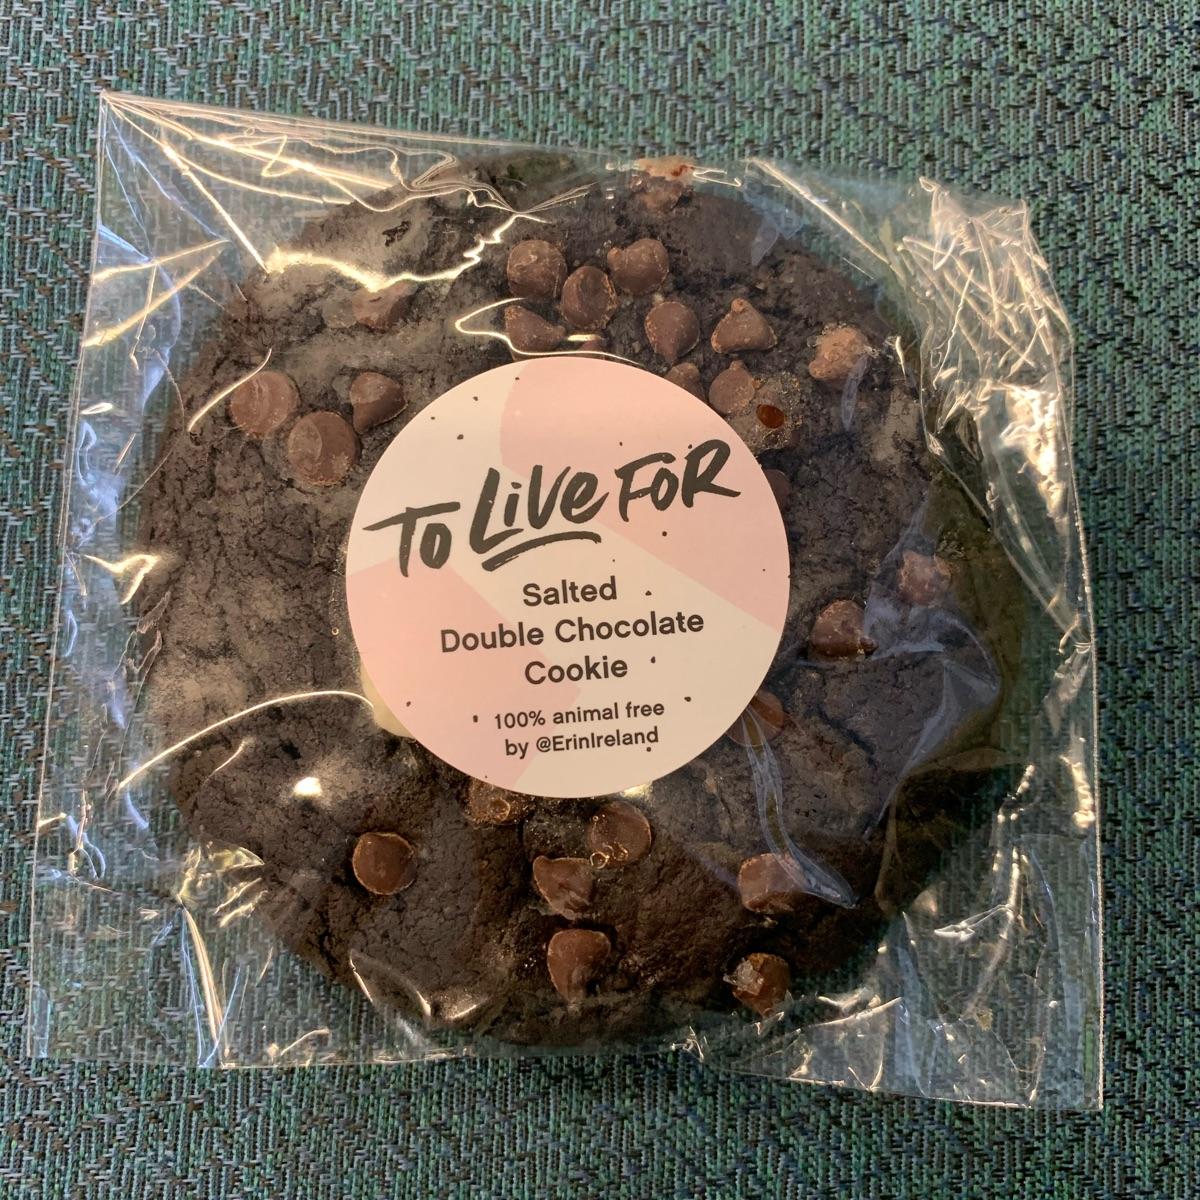 TO LiVe FOR
Salted
Double Chocolate
Cookie
100% animal free
by @ErinIreland